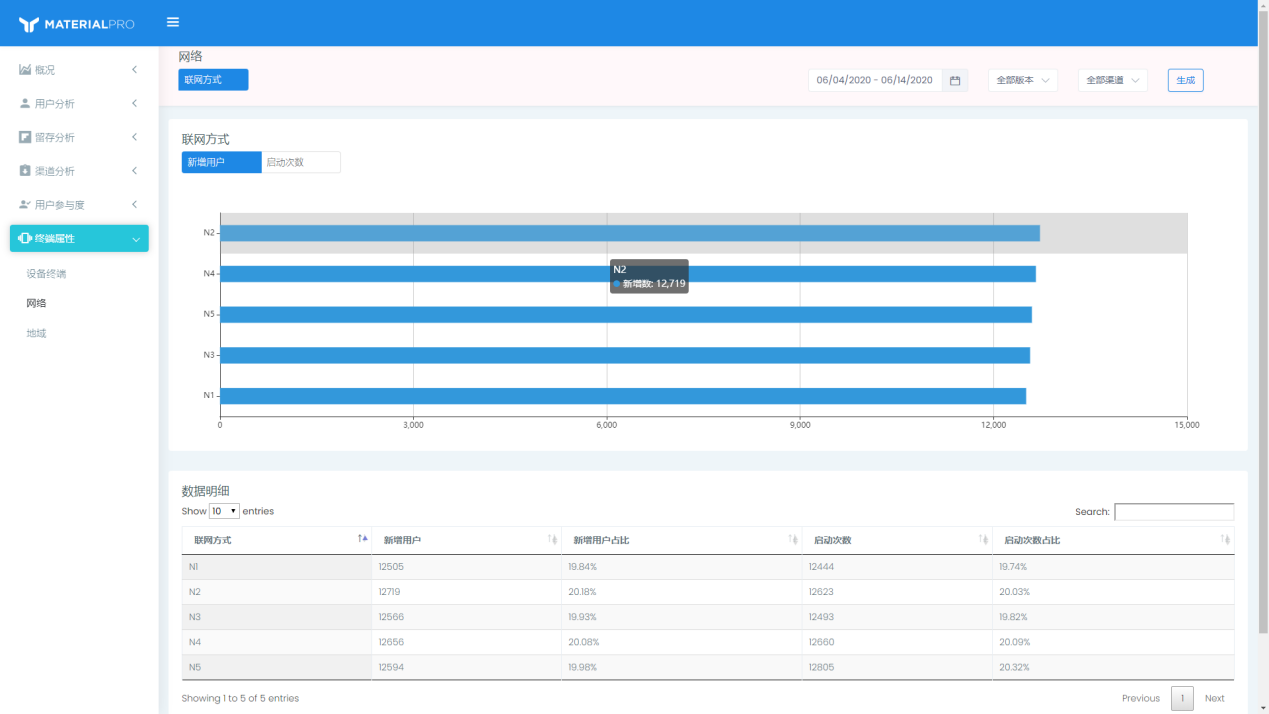 MATERIALPRO
概况
用户分析
留存分析
渠道分析
用户参与度
终端属性
设备终端
网络
地域
网络
联网方式
06/04/2020 - 06/14/2020
全部版本
全部渠道
生成
联网方式
新增用户 启动次数
N2
N4
N5
N3
N1
N2
新增数: 12,719
0 3,000 6,000 9,000 12,000 15,000
数据明细
Show 10 entries
Search:
联网方式 新增用户 新增用户占比 启动次数 启动次数占比
N1 12505 19.84% 12444 19.74%
N2 12719 20.18% 12623 20.03%
N3 12566 19.93% 12493 19.82%
N4 12656 20.08% 12660 20.09%
N5 12594 19.98% 12805 20.32%
Showing 1 to 5 of 5 entries
Previous 1 Next